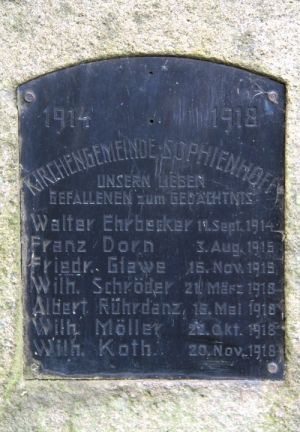 1914 1918
KIRCHENGEMEINDE SOPHIENHOF
UNSERN LIEBEN
GEFALLENEN zum GEDÄCHTNIS
Walter Ehrbecker 11. Sept. 1914
Franz Dorn 3. Aug. 1915
Friedr. Glawe 15. Nov. 1915
Wilh. Schröder 21. März 1918
Albert Rührdanz, 16. Mai 1918
Wilh. Möller 22. Okt. 1918
Wilh. Koth. 20. Nov. 1918